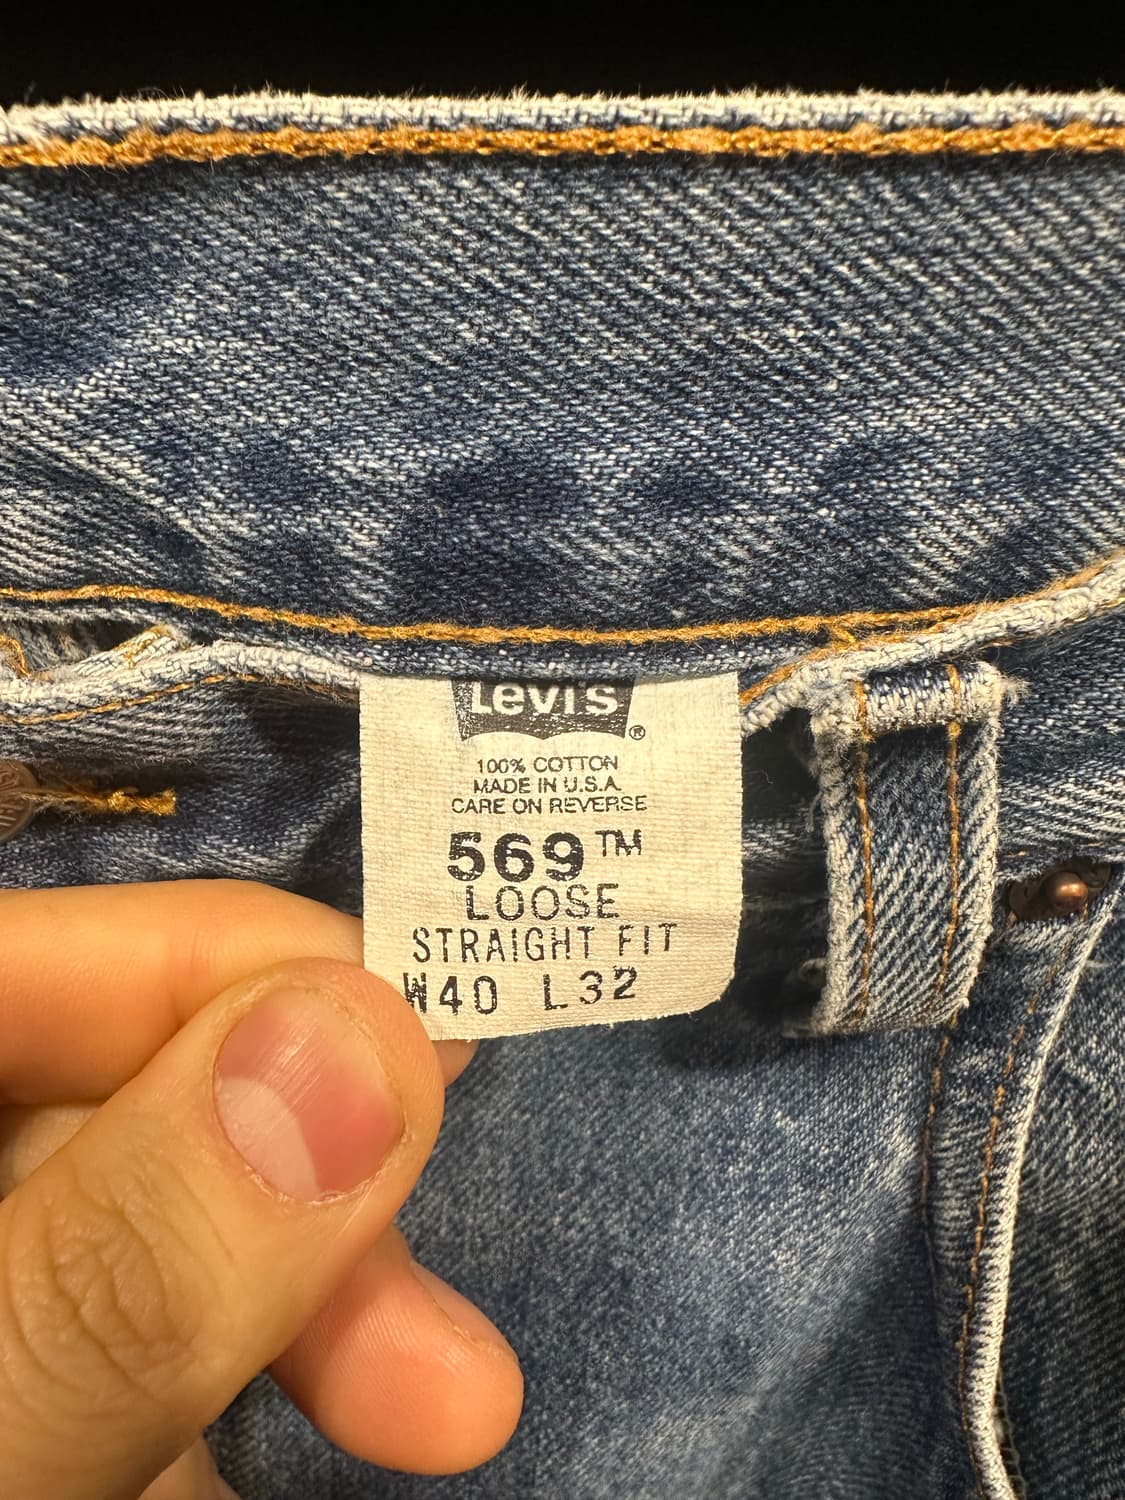 Levi's®
100% COTTON
MADE IN U.S.A.
CARE ON REVERSE
569™
LOOSE
STRAIGHT FIT
W40 L32